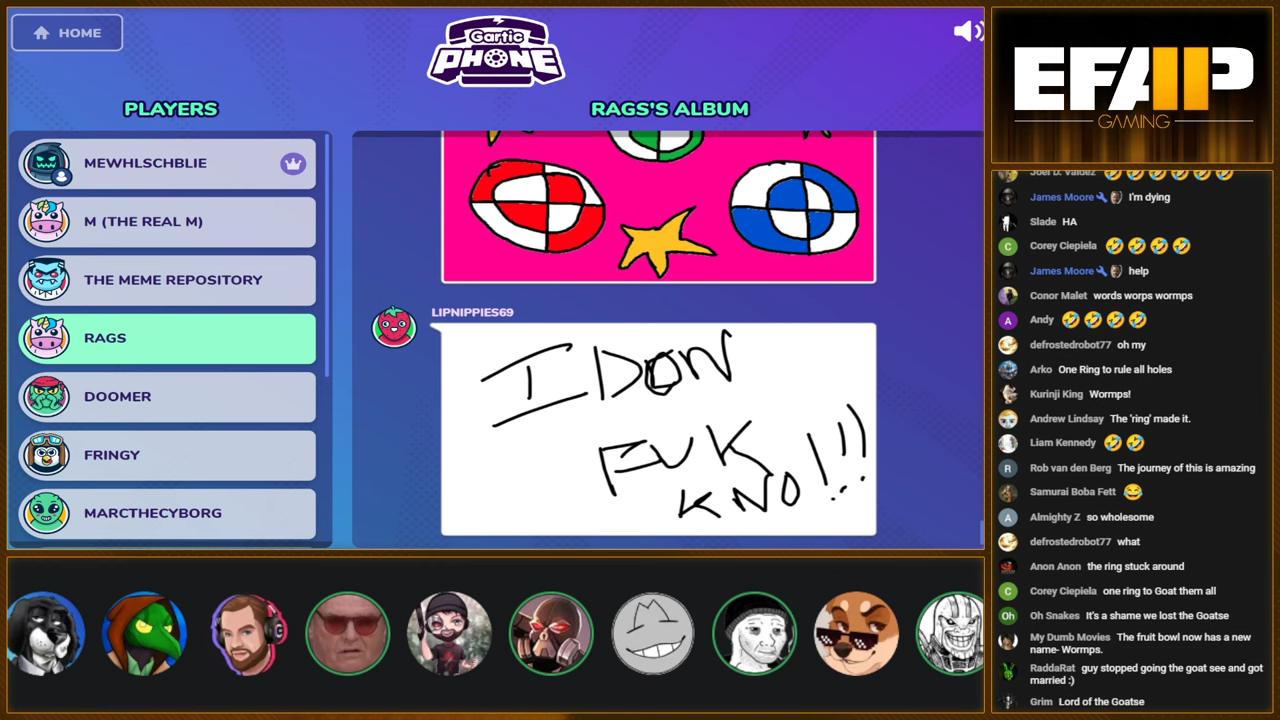 HOME
Gartic
PHONE
PLAYERS
RAGS'S ALBUM
MEWHLSCHBLIE
M (THE REAL M)
THE MEME REPOSITORY
RAGS
DOOMER
FRINGY
MARCTHECYBORG
LIPNIPPIES69
I DON
FUK
KNO!!!
EFAP
GAMING
Joel D. Valdez
James Moore I'm dying
Slade HA
Corey Ciepiela
James Moore help
Conor Malet words worps wormps
Andy
defrostedrobot77 oh my
Arko One Ring to rule all holes
Kurinji King Wormps!
Andrew Lindsay The 'ring' made it.
Liam Kennedy
Rob van den Berg The journey of this is amazing
Samurai Boba Fett
Almighty Z so wholesome
defrostedrobot77 what
Anon Anon the ring stuck around
Corey Ciepiela one ring to Goat them all
Oh Snakes It's a shame we lost the Goatse
My Dumb Movies The fruit bowl now has a new
name- Wormps.
RaddaRat guy stopped going the goat see and got
married :)
Grim Lord of the Goatse